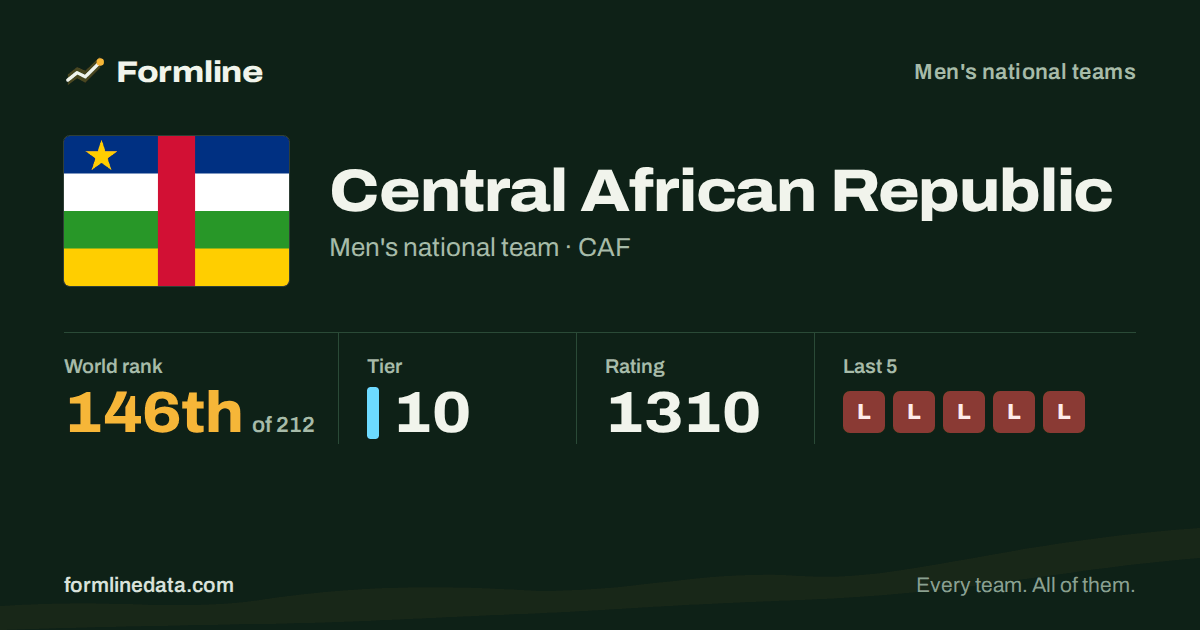 Formline
Men's national teams
Central African Republic
Men's national team · CAF
World rank
146th of 212
Tier
10
Rating
1310
Last 5
L L L L L
formlinedata.com
Every team. All of them.